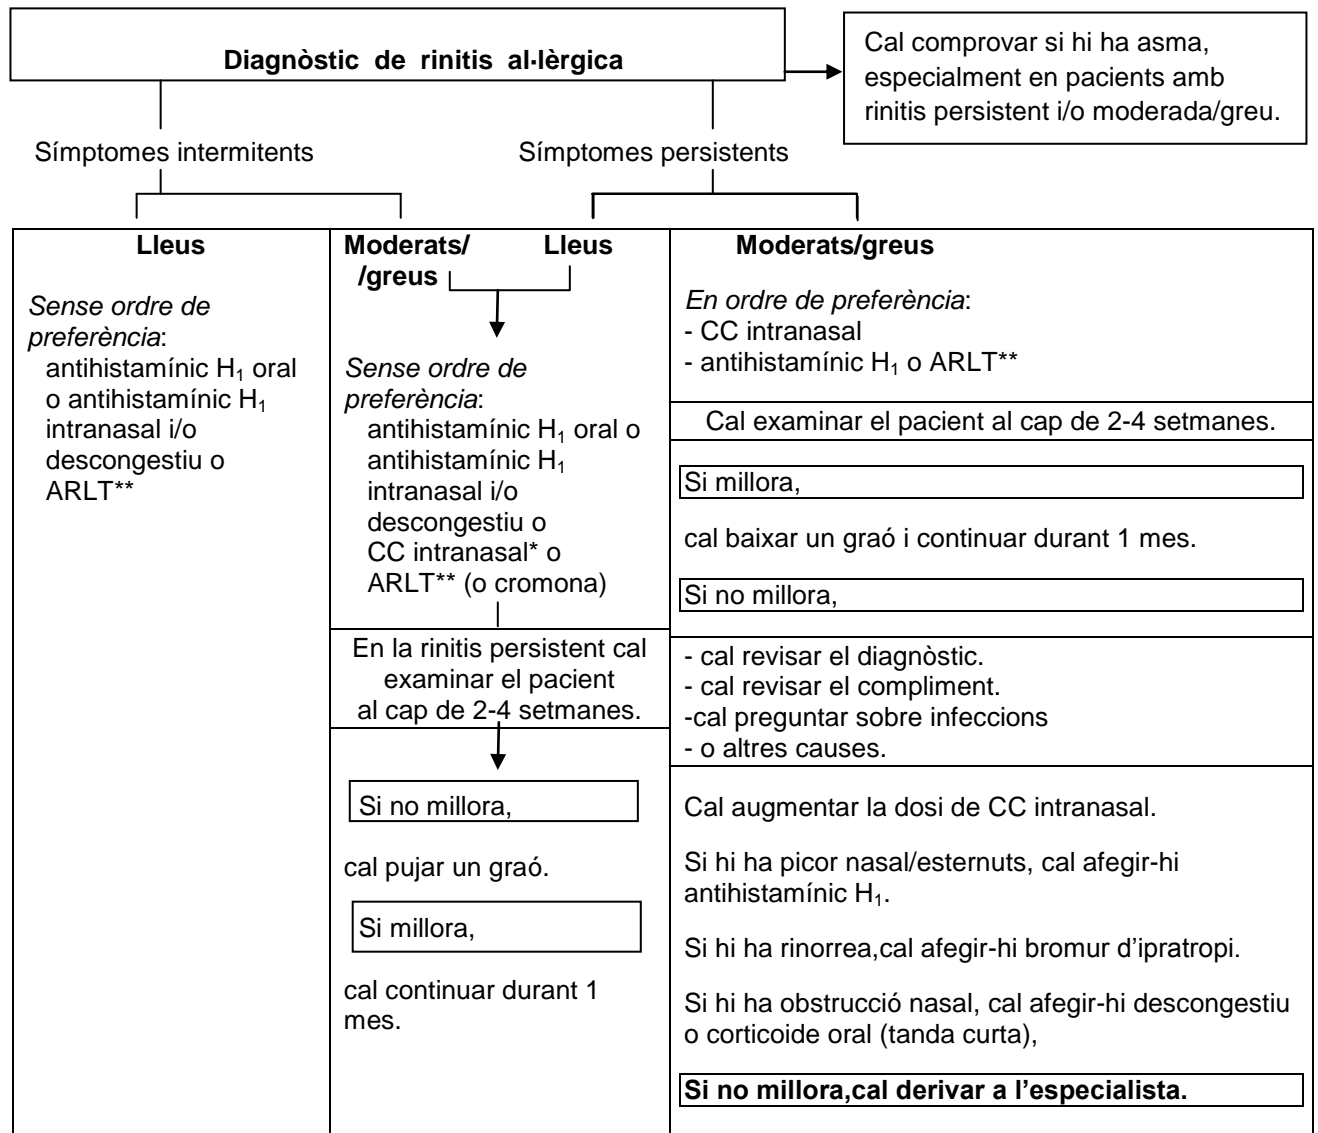 Diagnòstic de rinitis al·lèrgica
Cal comprovar si hi ha asma,
especialment en pacients amb
rinitis persistent i/o moderada/greu.
Símptomes intermitents
Símptomes persistents
Lleus
Sense ordre de
preferència:
antihistamínic H₁ oral
o antihistamínic H₁
intranasal i/o
descongestiu o
ARLT**
Moderats/
/greus
Lleus
Sense ordre de
preferència:
antihistamínic H₁ oral o
antihistamínic H₁
intranasal i/o
descongestiu o
CC intranasal* o
ARLT** (o cromona)
En la rinitis persistent cal
examinar el pacient
al cap de 2-4 setmanes.
Si no millora,
cal pujar un graó.
Si millora,
cal continuar durant 1
mes.
Moderats/greus
En ordre de preferència:
- CC intranasal
- antihistamínic H₁ o ARLT**
Cal examinar el pacient al cap de 2-4 setmanes.
Si millora,
cal baixar un graó i continuar durant 1 mes.
Si no millora,
- cal revisar el diagnòstic.
- cal revisar el compliment.
-cal preguntar sobre infeccions
- o altres causes.
Cal augmentar la dosi de CC intranasal.
Si hi ha picor nasal/esternuts, cal afegir-hi
antihistamínic H₁.
Si hi ha rinorrea,cal afegir-hi bromur d'ipratropi.
Si hi ha obstrucció nasal, cal afegir-hi descongestiu
o corticoide oral (tanda curta),
Si no millora,cal derivar a l'especialista.